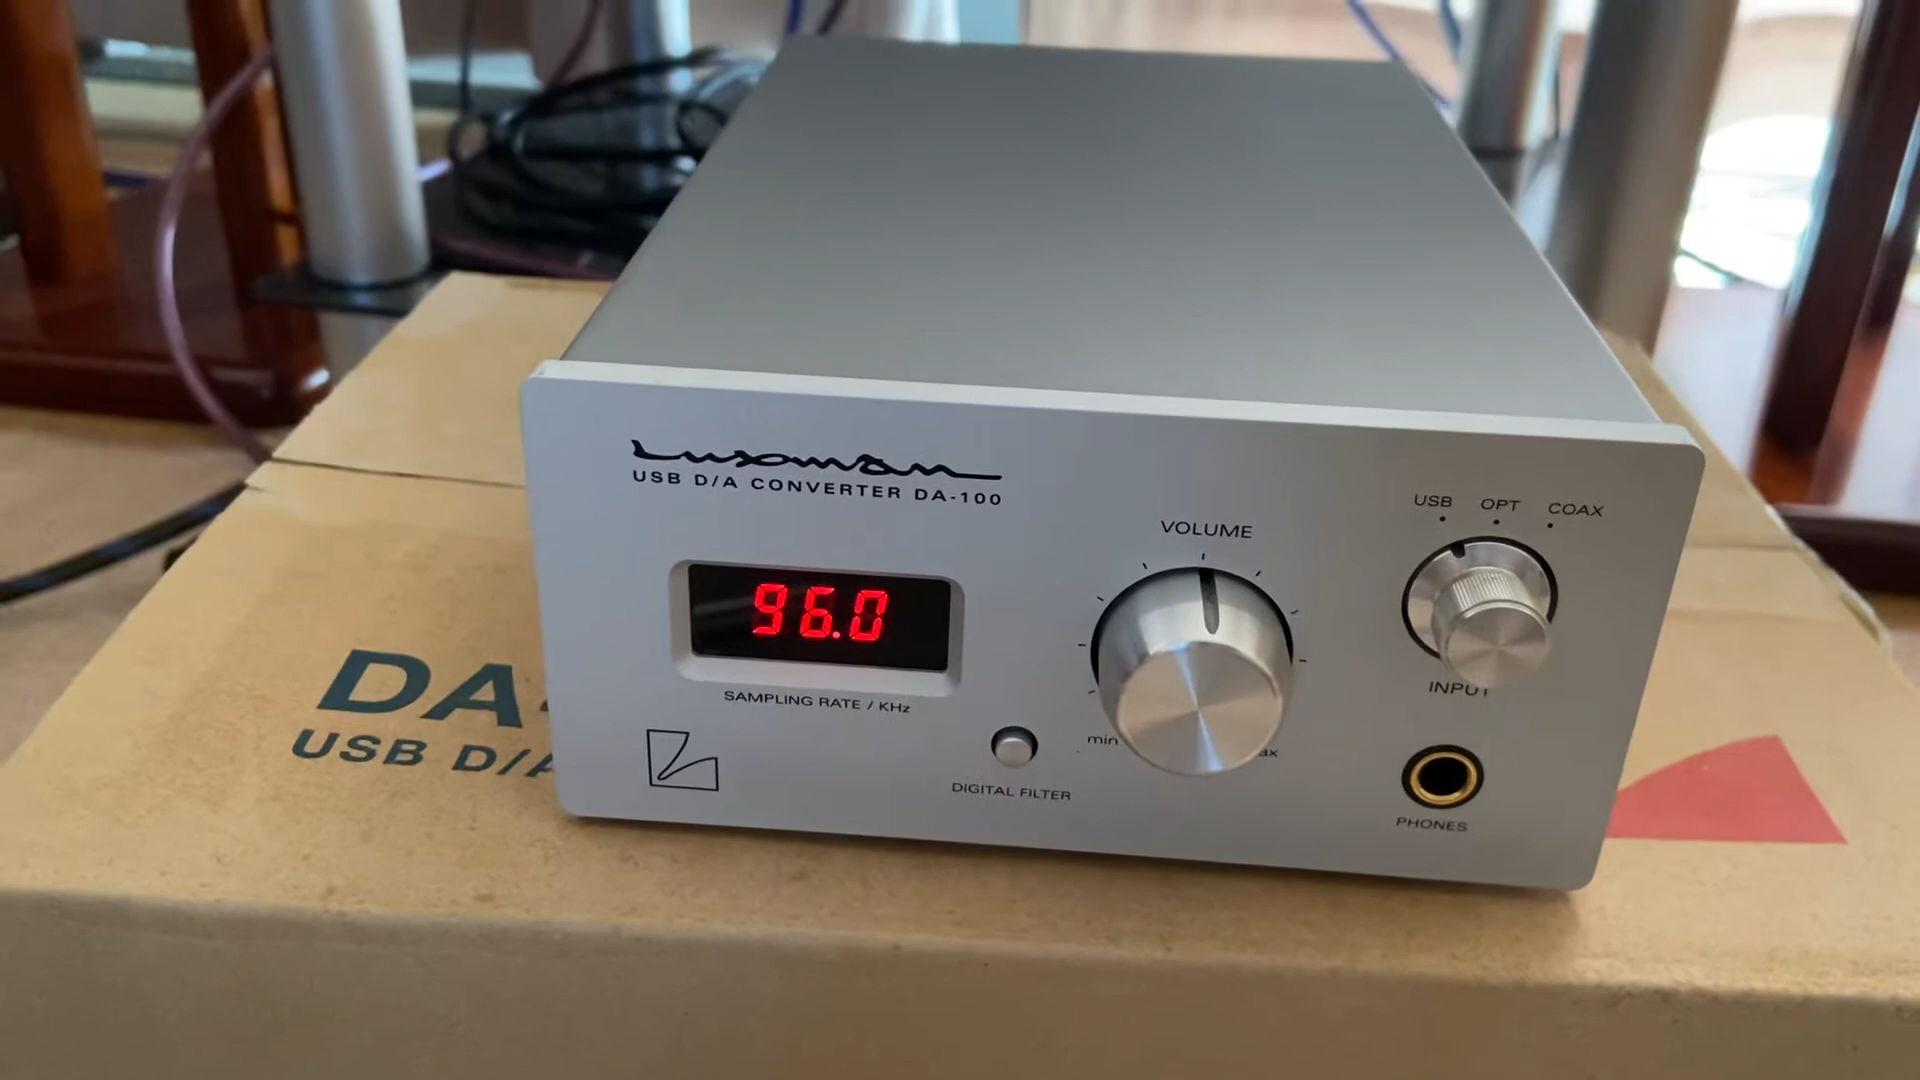 Luxman
USB D/A CONVERTER DA-100
96.0
SAMPLING RATE / KHz
DIGITAL FILTER
VOLUME
min
USB OPT COAX
INPUT
PHONES
DA-
USB D/A